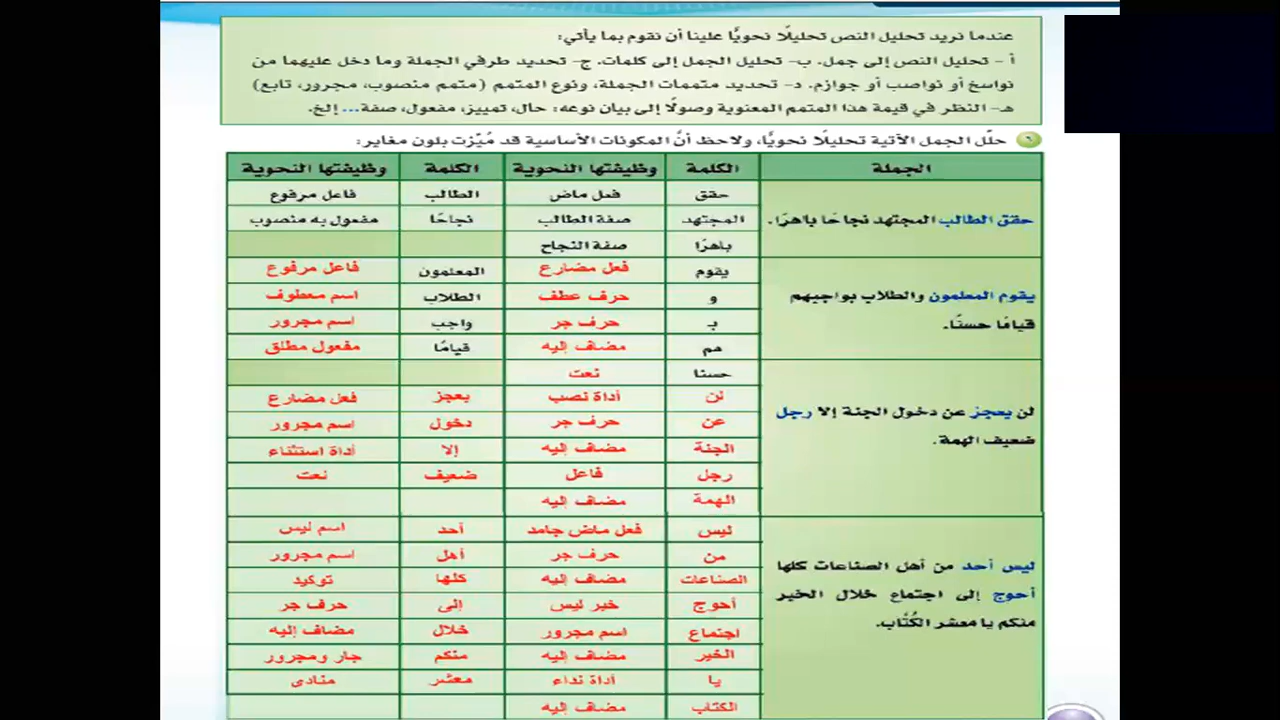 عندما نريد تحليل النص تحليلًا نحويًّا علينا أن نقوم بما يأتي:
أ - تحليل النص إلى جمل. ب- تحليل الجمل إلى كلمات. ج- تحديد طرفي الجملة وما دخل عليهما من
نواسخ أو نواصب أو جوازم. د- تحديد متممات الجملة، ونوع المتمم (متمم منصوب، مجرور، تابع)
هـ- النظر في قيمة هذا المتمم المعنوية وصولًا إلى بيان نوعه: حال، تمييز، مفعول، صفة... إلخ.
٦ حلّل الجمل الآتية تحليلًا نحويًّا، ولاحظ أنَّ المكونات الأساسية قد مُيّزت بلون مغاير:
الجملة الكلمة وظيفتها النحوية الكلمة وظيفتها النحوية
حقق الطالب المجتهد نجاحًا باهرًا.
حقق فعل ماض الطالب فاعل مرفوع
المجتهد صفة الطالب نجاحًا مفعول به منصوب
باهرًا صفة النجاح
يقوم المعلمون والطلاب بواجبهم
قيامًا حسنًا.
يقوم فعل مضارع المعلمون فاعل مرفوع
و حرف عطف الطلاب اسم معطوف
بـ حرف جر واجب اسم مجرور
هم مضاف إليه قيامًا مفعول مطلق
حسنا نعت
لن يعجز عن دخول الجنة إلا رجل
ضعيف الهمة.
لن أداة نصب يعجز فعل مضارع
عن حرف جر دخول اسم مجرور
الجنة مضاف إليه إلا أداة استثناء
رجل فاعل ضعيف نعت
الهمة مضاف إليه
ليس أحد من أهل الصناعات كلها
أحوج إلى اجتماع خلال الخير
منكم يا معشر الكُتَّاب.
ليس فعل ماض جامد أحد اسم ليس
من حرف جر أهل اسم مجرور
الصناعات مضاف إليه كلها توكيد
أحوج خبر ليس إلى حرف جر
اجتماع اسم مجرور خلال مضاف إليه
الخير مضاف إليه منكم جار ومجرور
يا أداة نداء معشر منادى
الكتاب مضاف إليه